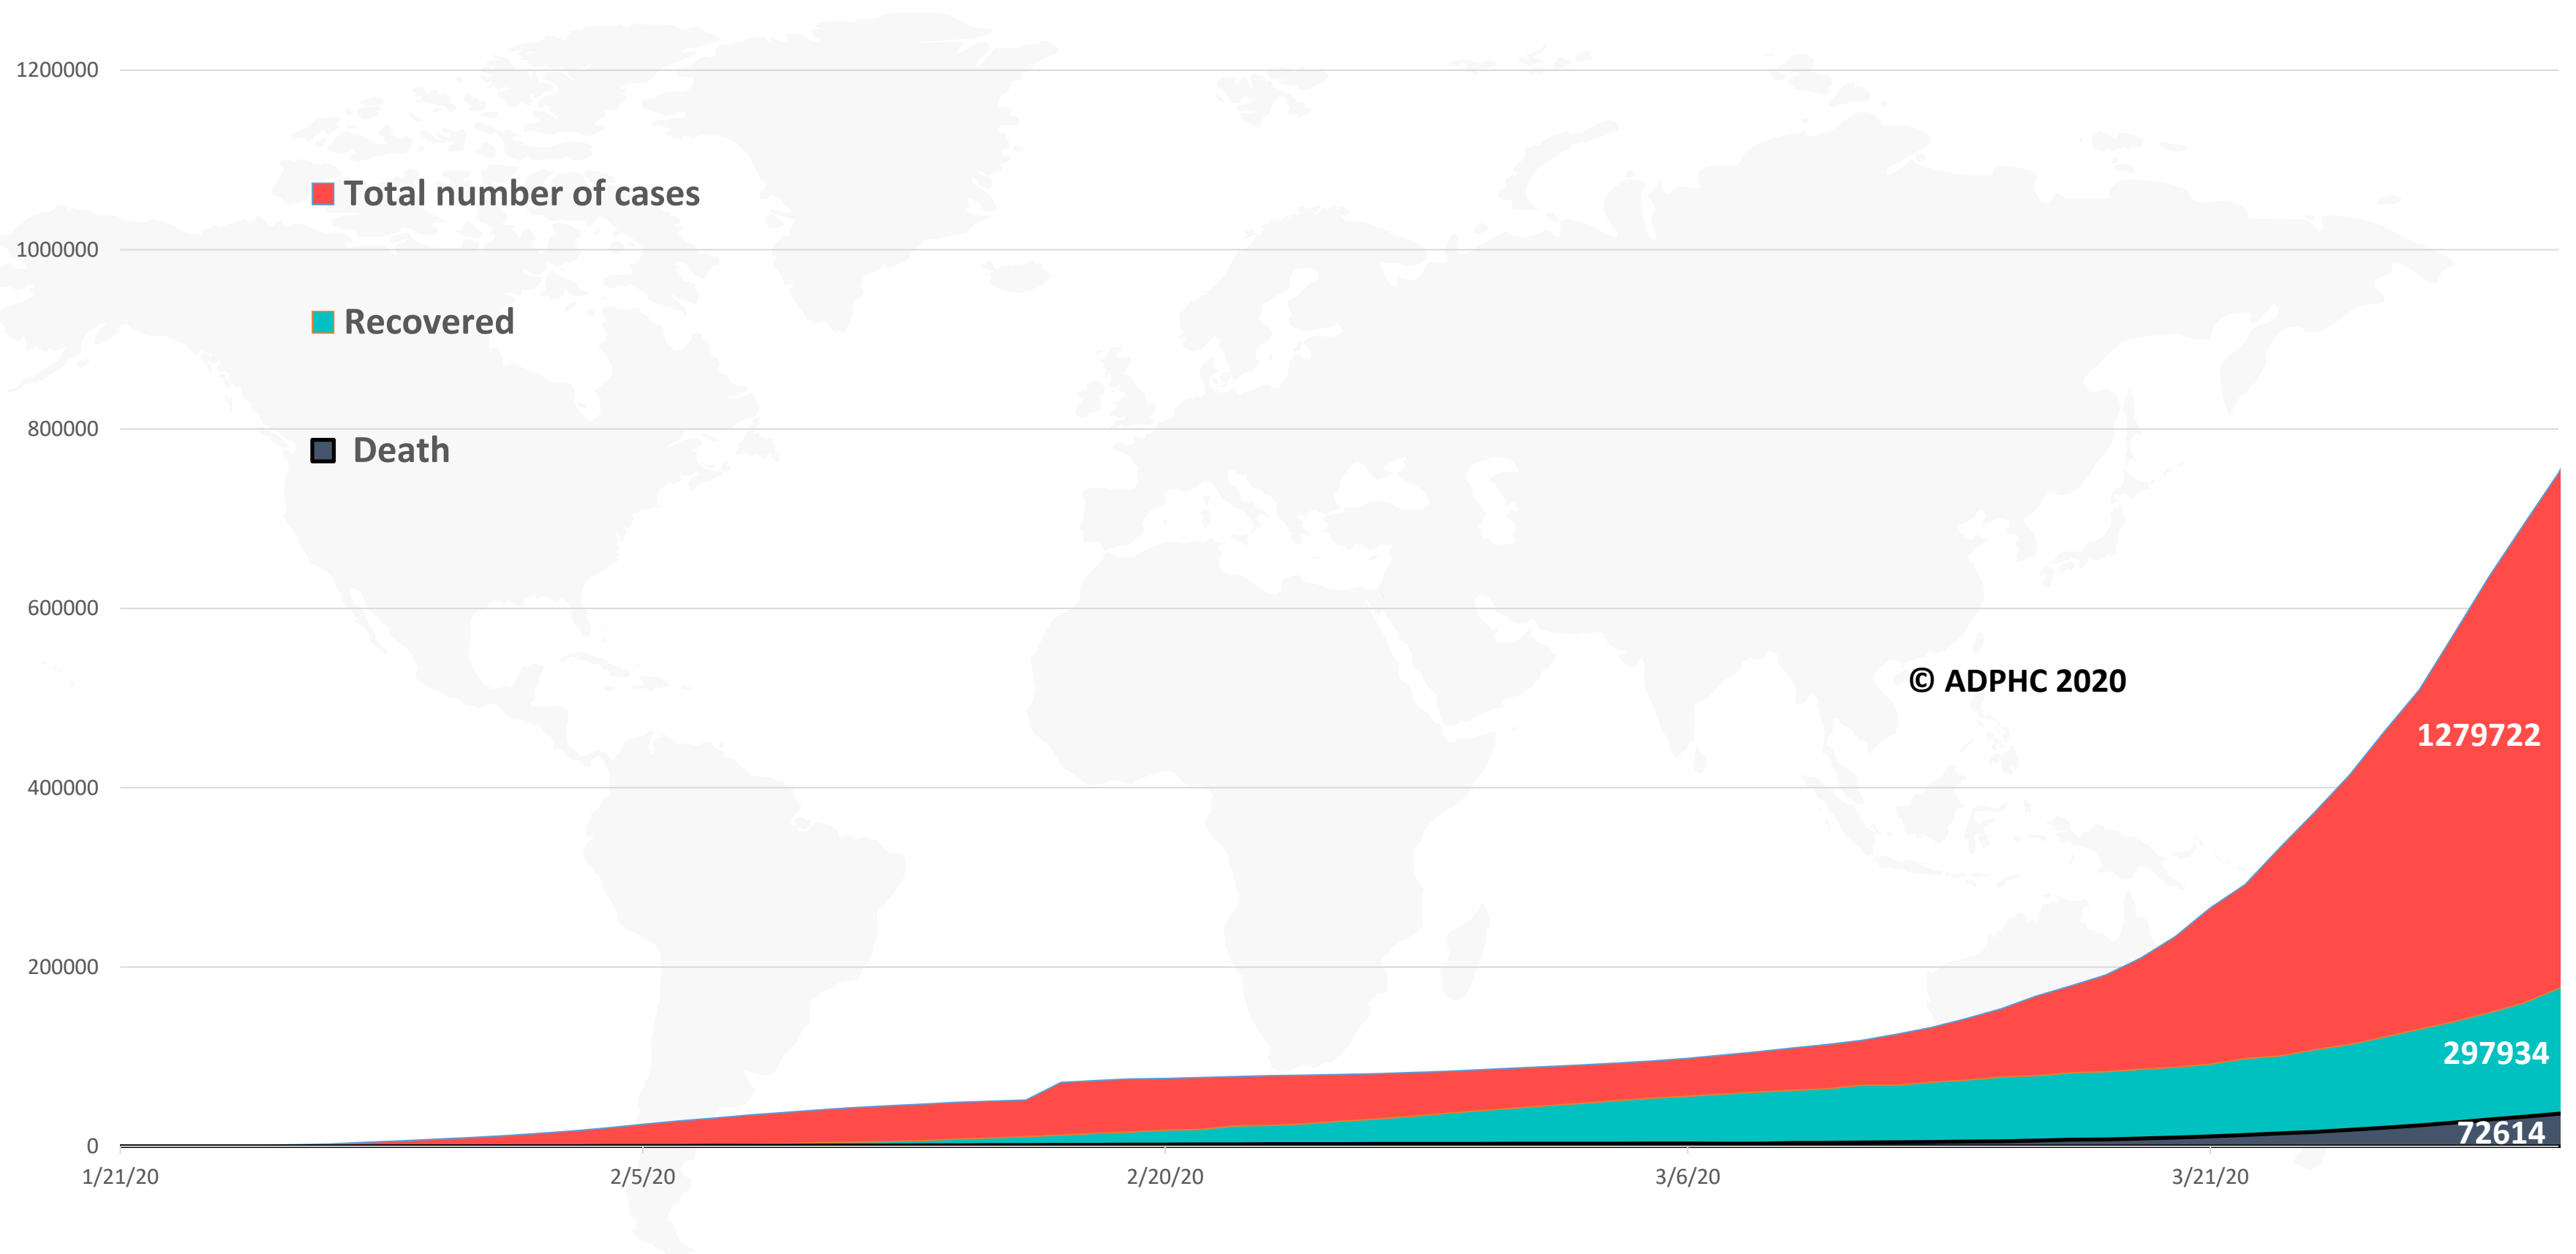 1200000
1000000
800000
600000
400000
200000
0
Total number of cases
Recovered
Death
© ADPHC 2020
1279722
297934
72614
1/21/20 2/5/20 2/20/20 3/6/20 3/21/20